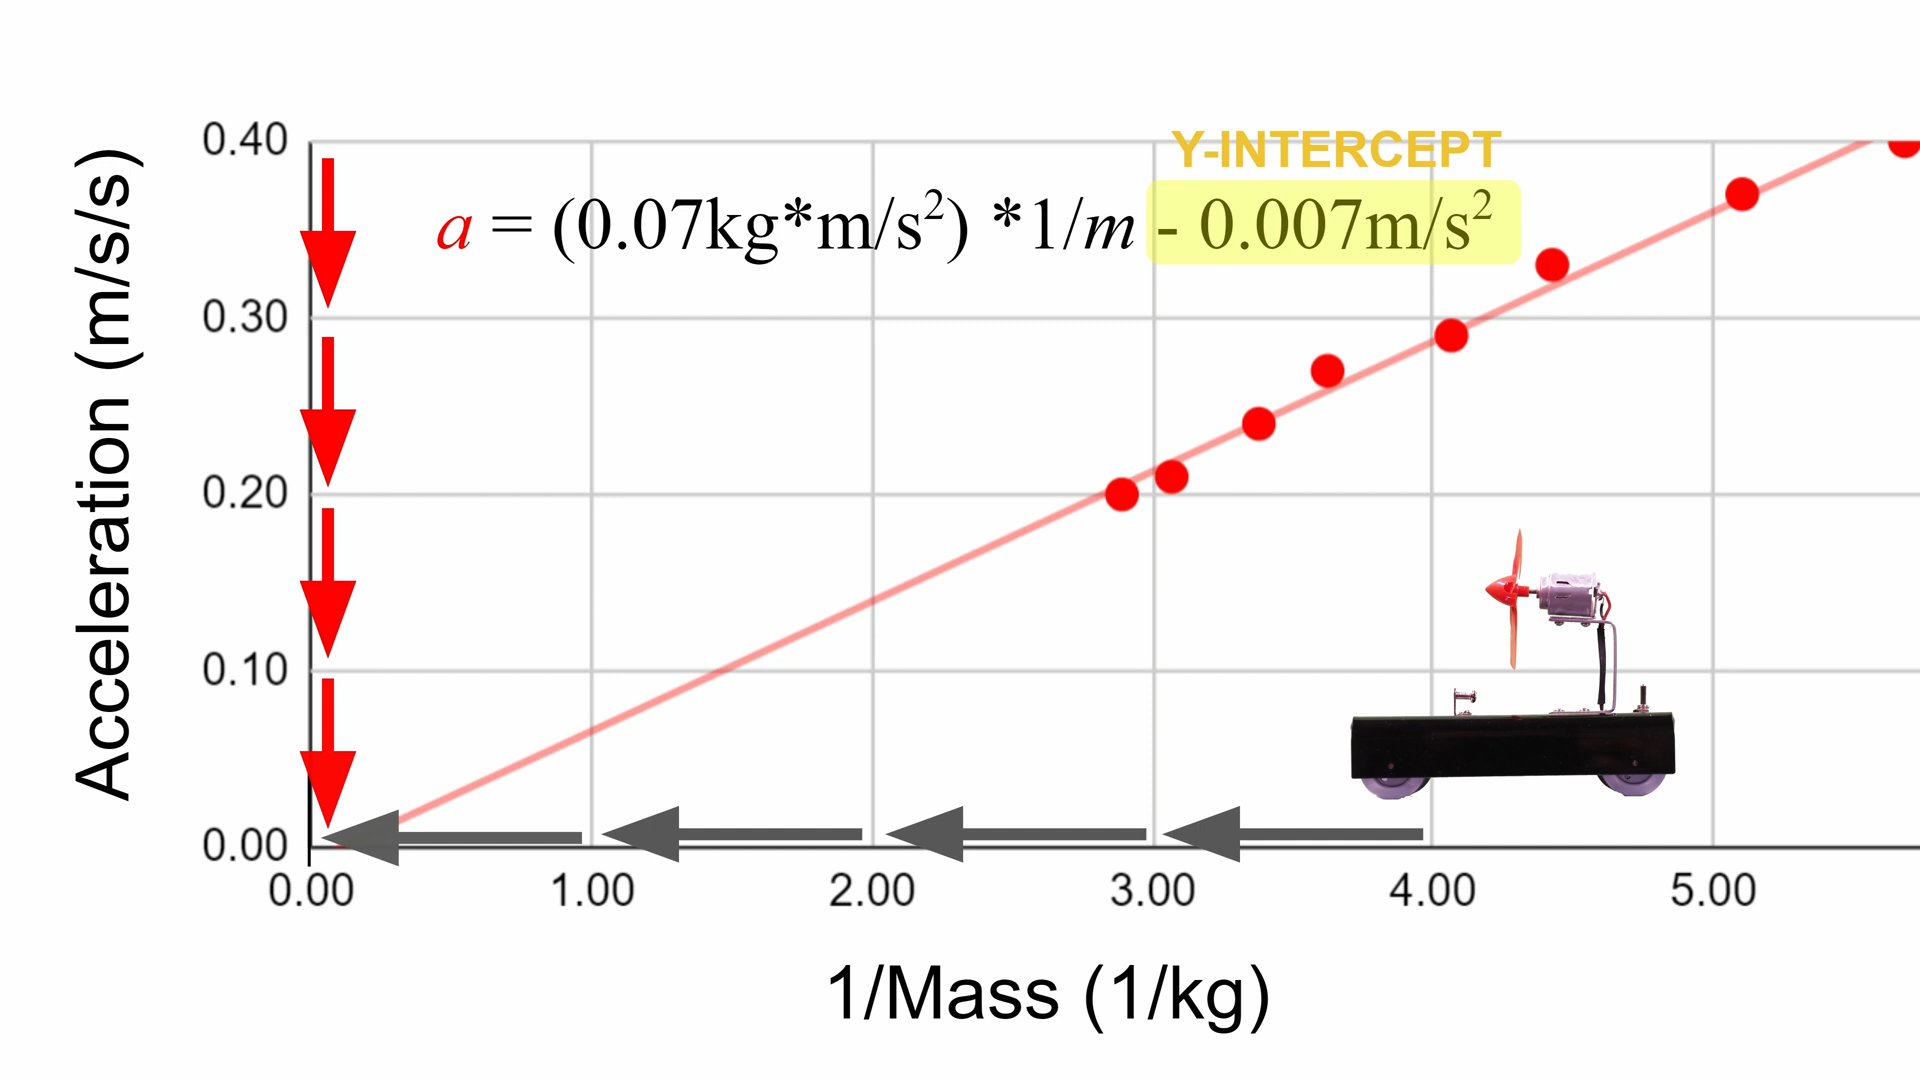 Y-INTERCEPT
a = (0.07kg*m/s²) *1/m - 0.007m/s²
Acceleration (m/s/s)
0.40
0.30
0.20
0.10
0.00
0.00 1.00 2.00 3.00 4.00 5.00
1/Mass (1/kg)